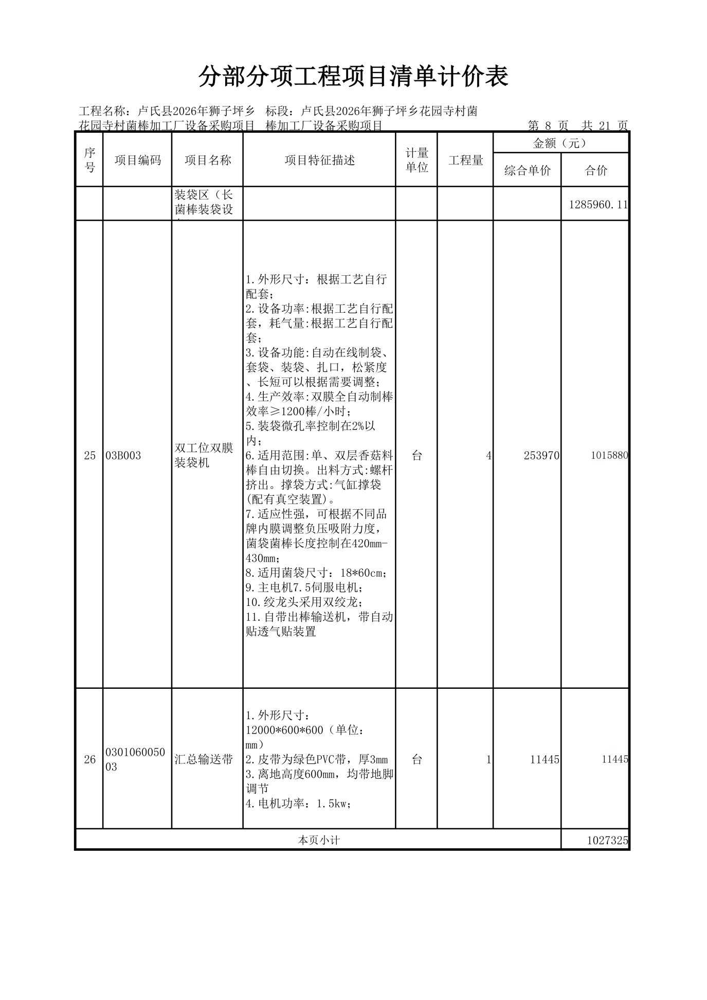 分部分项工程项目清单计价表
工程名称：卢氏县2026年狮子坪乡
花园寺村菌棒加工厂设备采购项目
标段：卢氏县2026年狮子坪乡花园寺村菌
棒加工厂设备采购项目
第 8 页 共 21 页
序
号
项目编码
项目名称
项目特征描述
计量
单位
工程量
金额（元）
综合单价
合价
装袋区（长
菌棒装袋设
1285960.11
25
03B003
双工位双膜
装袋机
1.外形尺寸：根据工艺自行
配套；
2.设备功率:根据工艺自行配
套，耗气量:根据工艺自行配
套；
3.设备功能:自动在线制袋、
套袋、装袋、扎口，松紧度
、长短可以根据需要调整；
4.生产效率:双膜全自动制棒
效率≥1200棒/小时；
5.装袋微孔率控制在2%以
内；
6.适用范围:单、双层香菇料
棒自由切换。出料方式:螺杆
挤出。撑袋方式:气缸撑袋
(配有真空装置)。
7.适应性强，可根据不同品
牌内膜调整负压吸附力度，
菌袋菌棒长度控制在420mm-
430mm；
8.适用菌袋尺寸：18*60cm；
9.主电机7.5伺服电机；
10.绞龙头采用双绞龙；
11.自带出棒输送机，带自动
贴透气贴装置
台
4
253970
1015880
26
0301060050
03
汇总输送带
1.外形尺寸：
12000*600*600（单位：
mm）
2.皮带为绿色PVC带，厚3mm
3.离地高度600mm，均带地脚
调节
4.电机功率：1.5kw；
台
1
11445
11445
本页小计
1027325